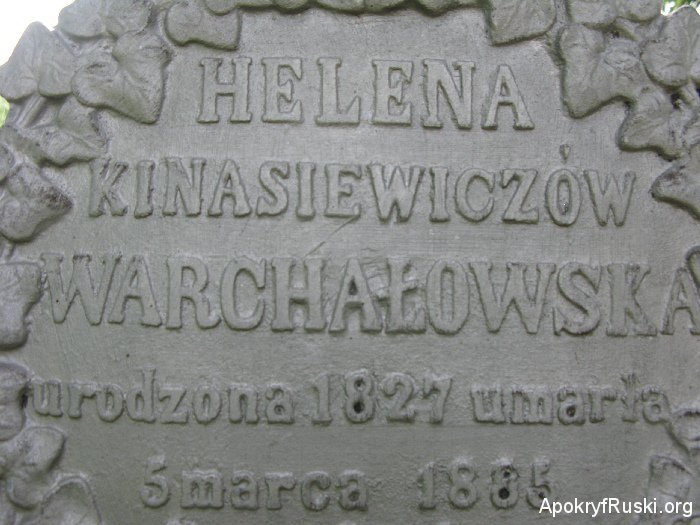 HELENA
KINASIEWICZÓW
WARCHAŁOWSKA
urodzona 1827 umarła
5 marca 1885
ApokryfRuski.org